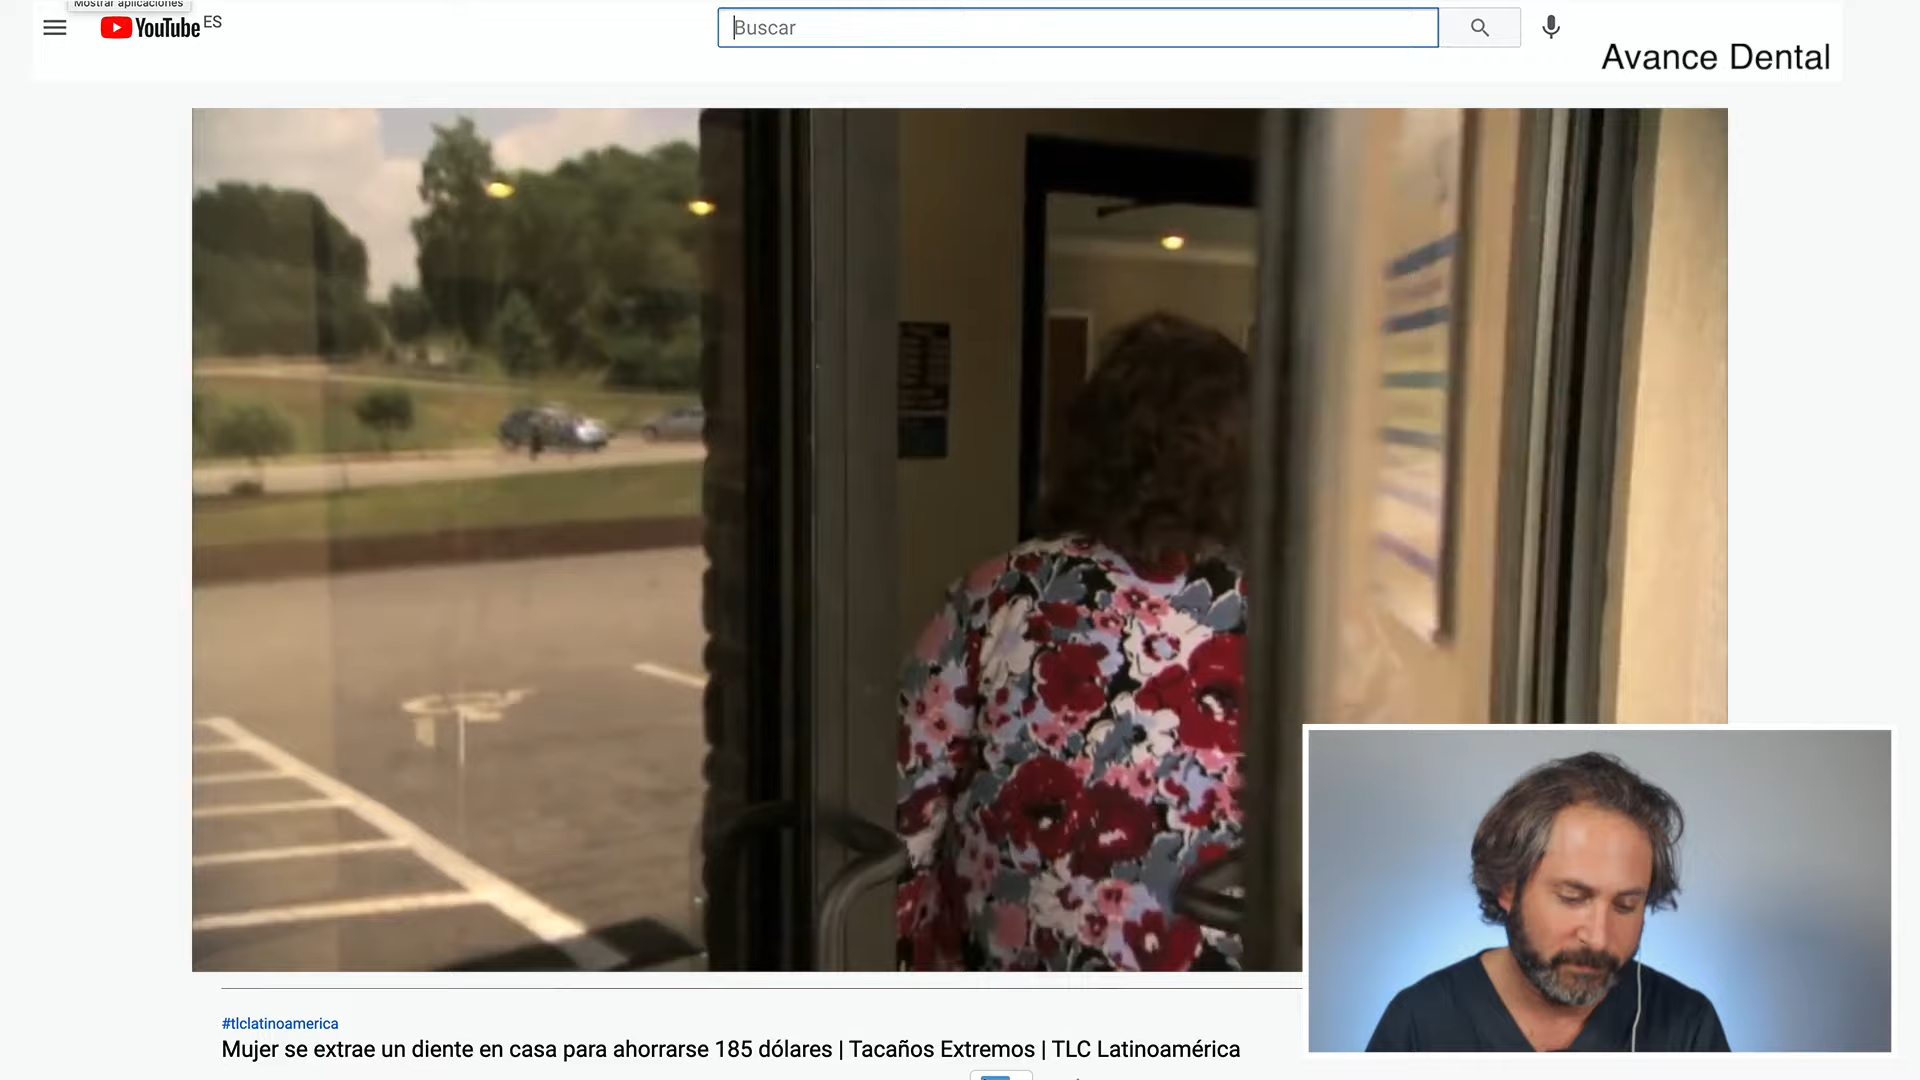 Mostrar aplicaciones
YouTube ES
Buscar
Avance Dental
#tlclatinoamerica
Mujer se extrae un diente en casa para ahorrarse 185 dólares | Tacaños Extremos | TLC Latinoamérica